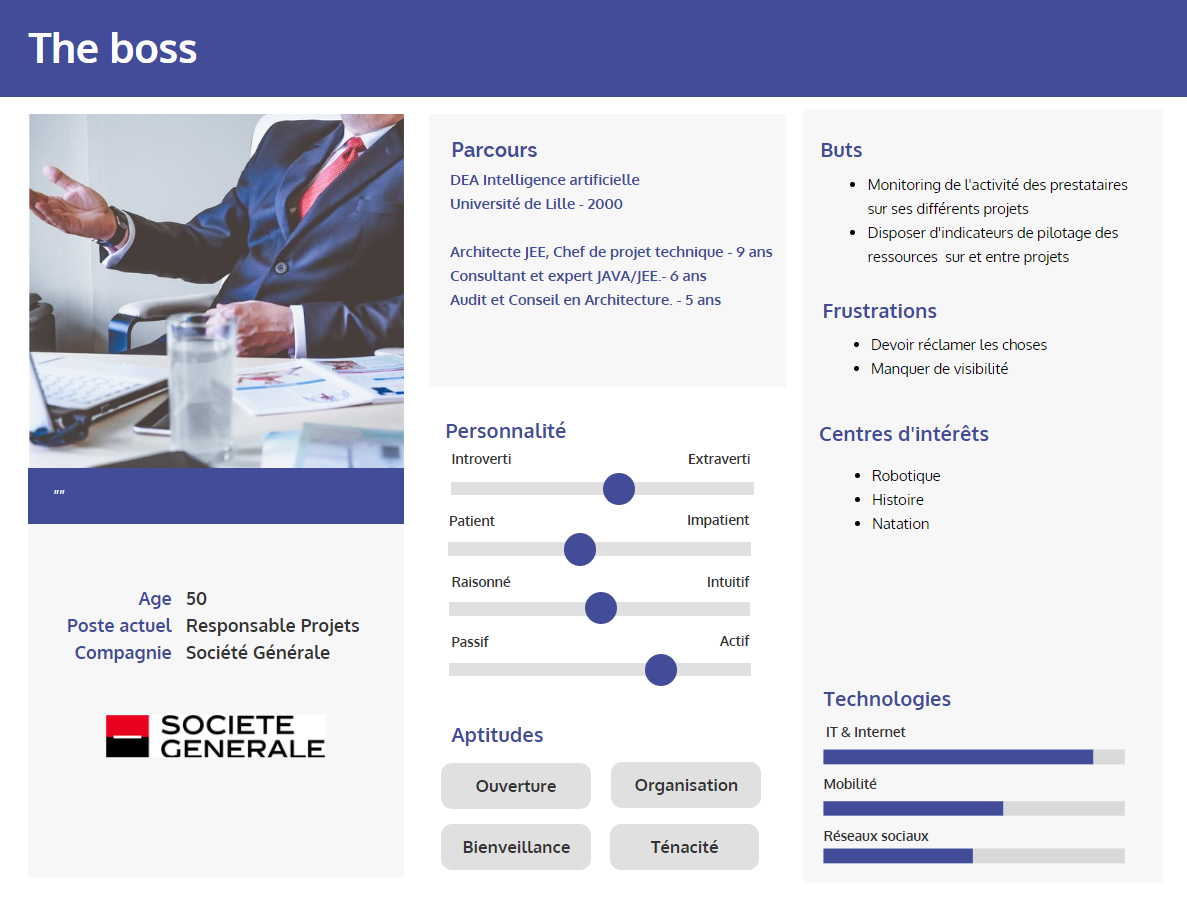 The boss
""
Age 50
Poste actuel Responsable Projets
Compagnie Société Générale
SOCIETE
GENERALE
Parcours
DEA Intelligence artificielle
Université de Lille - 2000
Architecte JEE, Chef de projet technique - 9 ans
Consultant et expert JAVA/JEE.- 6 ans
Audit et Conseil en Architecture. - 5 ans
Personnalité
Introverti Extraverti
Patient Impatient
Raisonné Intuitif
Passif Actif
Aptitudes
Ouverture Organisation
Bienveillance Ténacité
Buts
• Monitoring de l'activité des prestataires
sur ses différents projets
• Disposer d'indicateurs de pilotage des
ressources  sur et entre projets
Frustrations
• Devoir réclamer les choses
• Manquer de visibilité
Centres d'intérêts
• Robotique
• Histoire
• Natation
Technologies
IT & Internet
Mobilité
Réseaux sociaux